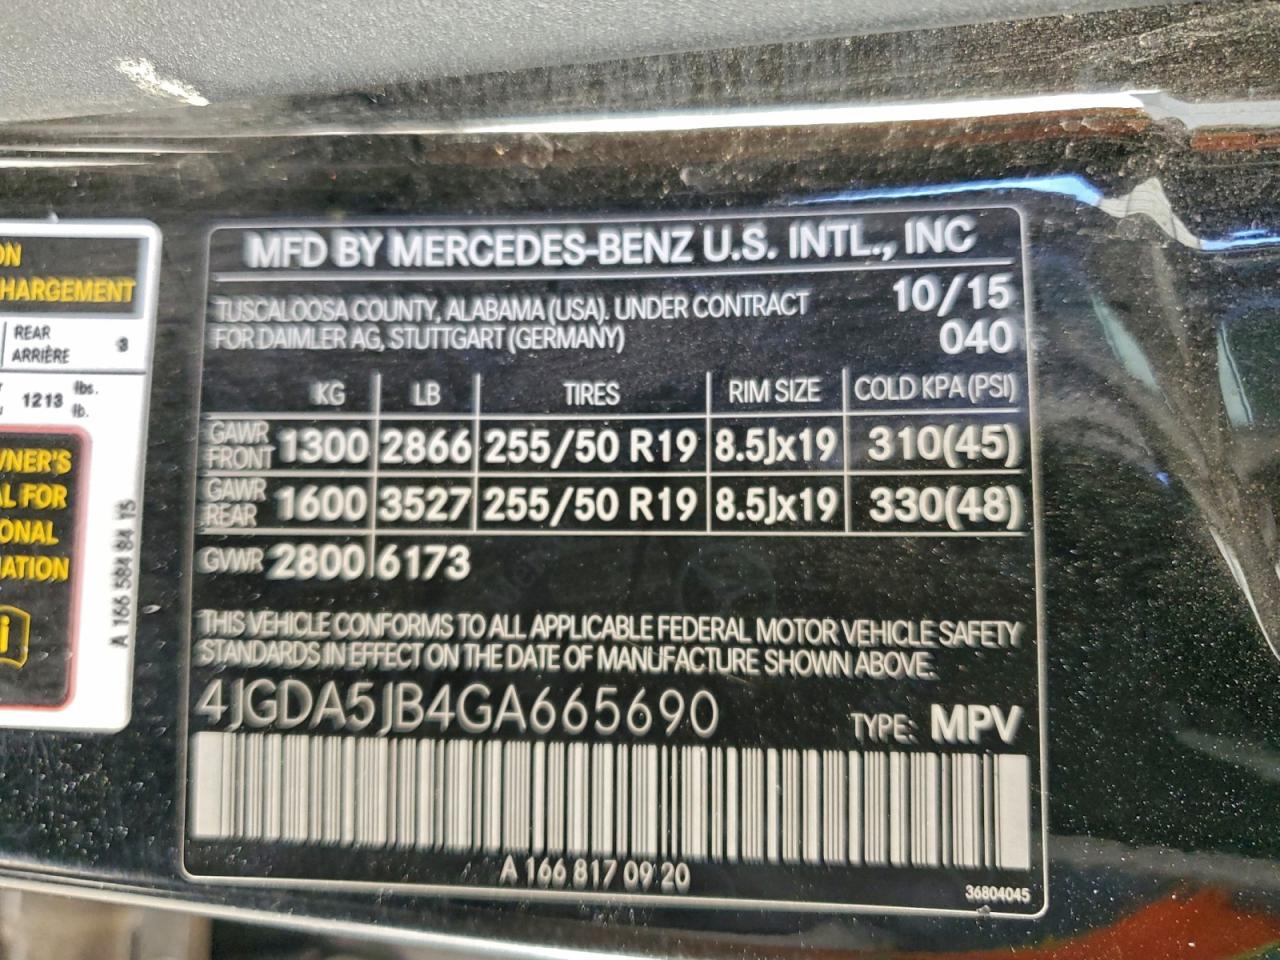 ON
HARGEMENT
REAR
ARRIÈRE 3
1213 lbs.
lb.
WNER'S
AL FOR
IONAL
MATION
i
A 166 584 84 15
MFD BY MERCEDES-BENZ U.S. INTL., INC
TUSCALOOSA COUNTY, ALABAMA (USA). UNDER CONTRACT 10/15
FOR DAIMLER AG, STUTTGART (GERMANY) 040
KG LB TIRES RIM SIZE COLD KPA (PSI)
GAWR FRONT 1300 2866 255/50 R19 8.5Jx19 310(45)
GAWR REAR 1600 3527 255/50 R19 8.5Jx19 330(48)
GVWR 2800 6173
THIS VEHICLE CONFORMS TO ALL APPLICABLE FEDERAL MOTOR VEHICLE SAFETY
STANDARDS IN EFFECT ON THE DATE OF MANUFACTURE SHOWN ABOVE.
4JGDA5JB4GA665690 TYPE: MPV
A 166 817 09 20
36804045